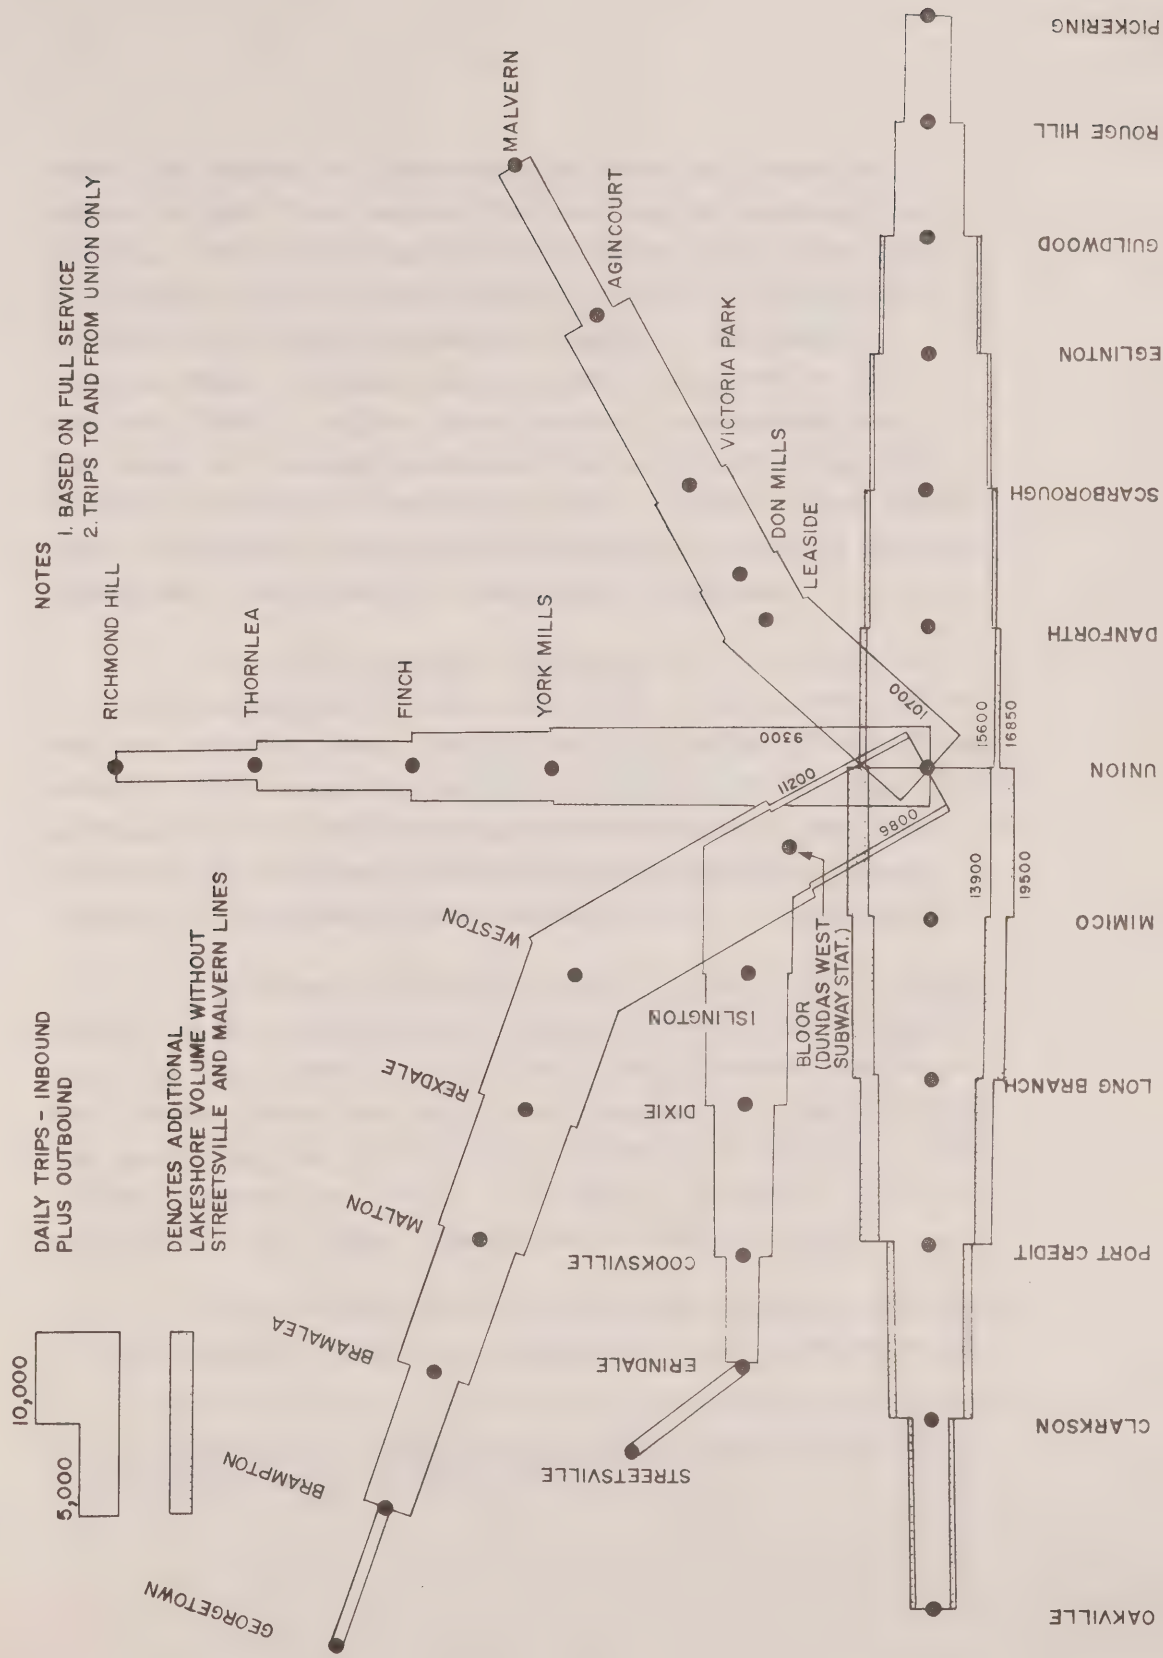 NOTES
1. BASED ON FULL SERVICE
2. TRIPS TO AND FROM UNION ONLY
DAILY TRIPS - INBOUND
PLUS OUTBOUND
10,000
5,000
DENOTES ADDITIONAL
LAKESHORE VOLUME WITHOUT
STREETSVILLE AND MALVERN LINES
RICHMOND HILL
THORNLEA
FINCH
YORK MILLS
9300
MALVERN
AGINCOURT
VICTORIA PARK
DON MILLS
LEASIDE
10700
GEORGETOWN
BRAMPTON
BRAMALEA
MALTON
REXDALE
WESTON
11200
9800
STREETSVILLE
ERINDALE
COOKSVILLE
DIXIE
ISLINGTON
BLOOR
(DUNDAS WEST
SUBWAY STAT.)
13900
19500
15600
16850
OAKVILLE
CLARKSON
PORT CREDIT
LONG BRANCH
MIMICO
UNION
DANFORTH
SCARBOROUGH
EGLINTON
GUILDWOOD
ROUGE HILL
PICKERING